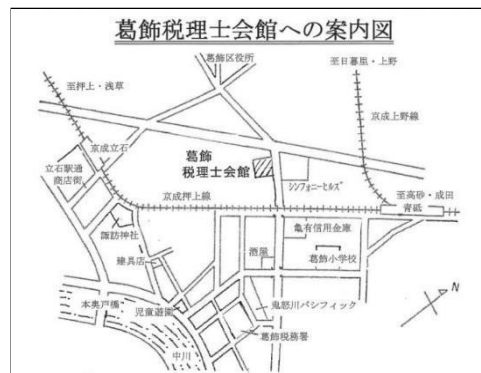 葛飾税理士会館への案内図
葛飾区役所
至日暮里・上野
至押上・浅草
京成上野線
京成立石
立石駅通
商店街
葛飾
税理士会館
シンフォニーヒルズ
京成押上線
至高砂・成田
青砥
諏訪神社
亀有信用金庫
建具店
酒屋
葛飾小学校
N
本奥戸橋
児童遊園
鬼怒川パシフィック
葛飾税務署
中川